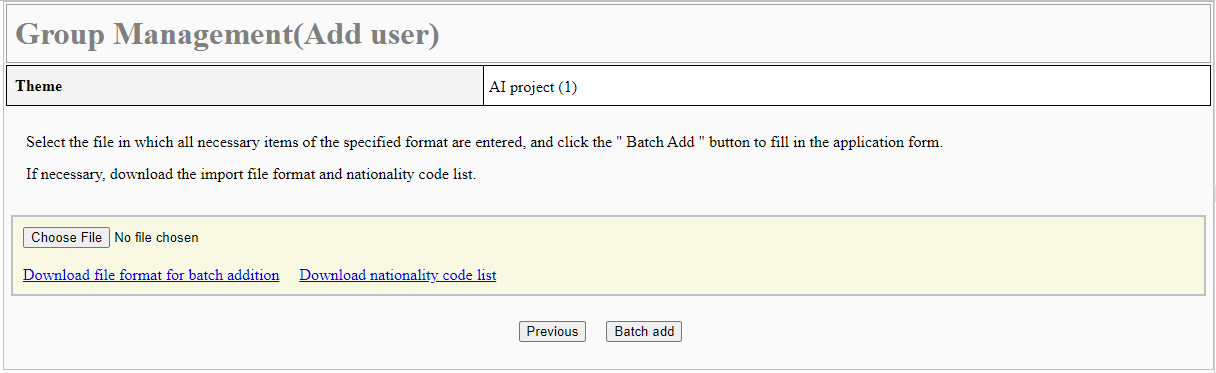 Group Management(Add user)
Theme
AI project (1)
Select the file in which all necessary items of the specified format are entered, and click the " Batch Add " button to fill in the application form.
If necessary, download the import file format and nationality code list.
Choose File No file chosen
Download file format for batch addition Download nationality code list
Previous Batch add